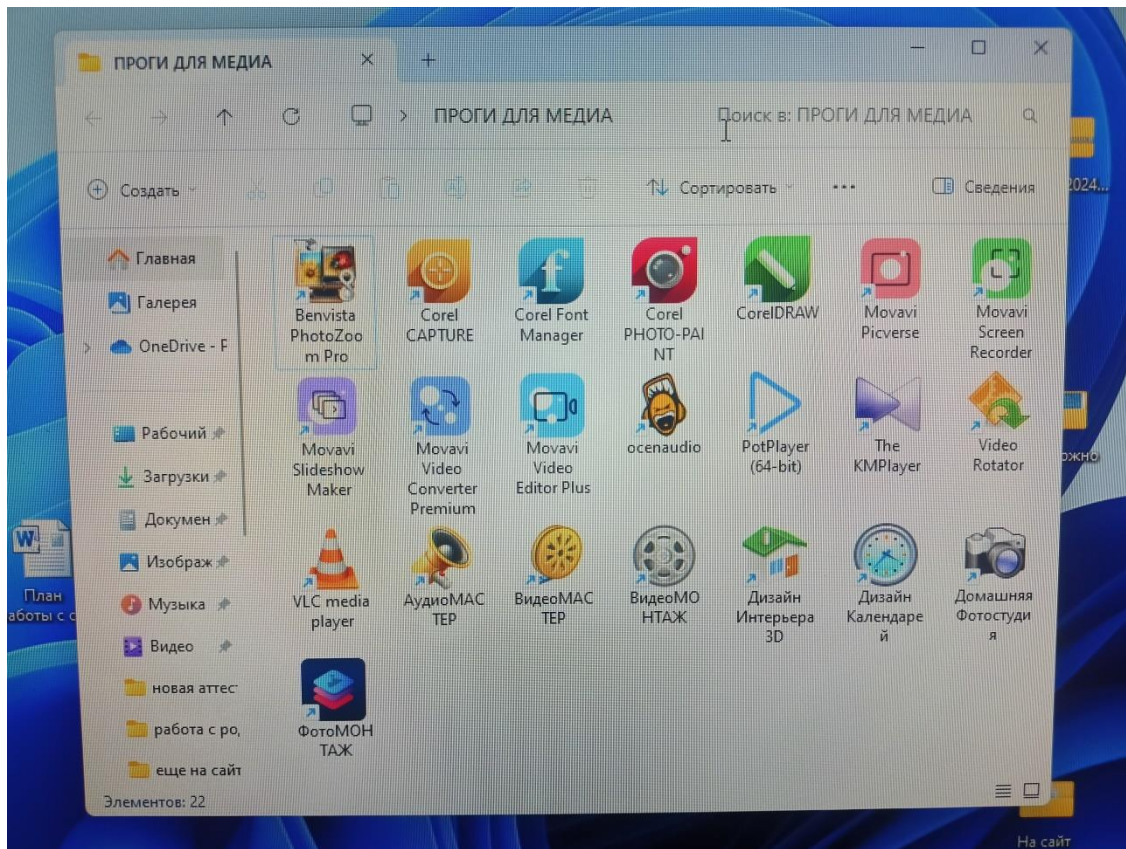 ПРОГИ ДЛЯ МЕДИА
ПРОГИ ДЛЯ МЕДИА
Поиск в: ПРОГИ ДЛЯ МЕДИА
Создать
Сортировать
Сведения
2024...
Главная
Галерея
OneDrive - P
Рабочий
Загрузки
Докумен
Изображ
Музыка
Видео
новая аттес
работа с ро,
еще на сайт
Benvista
PhotoZoo
m Pro
Corel
CAPTURE
Corel Font
Manager
Corel
PHOTO-PAI
NT
CorelDRAW
Movavi
Picverse
Movavi
Screen
Recorder
Movavi
Slideshow
Maker
Movavi
Video
Converter
Premium
Movavi
Video
Editor Plus
ocenaudio
PotPlayer
(64-bit)
The
KMPlayer
Video
Rotator
VLC media
player
АудиоМАС
ТЕР
ВидеоМАС
ТЕР
ВидеоМО
НТАЖ
Дизайн
Интерьера
3D
Дизайн
Календаре
й
Домашняя
Фотостуди
я
ФотоМОН
ТАЖ
Элементов: 22
W
План
аботы с с
ожно
На сайт